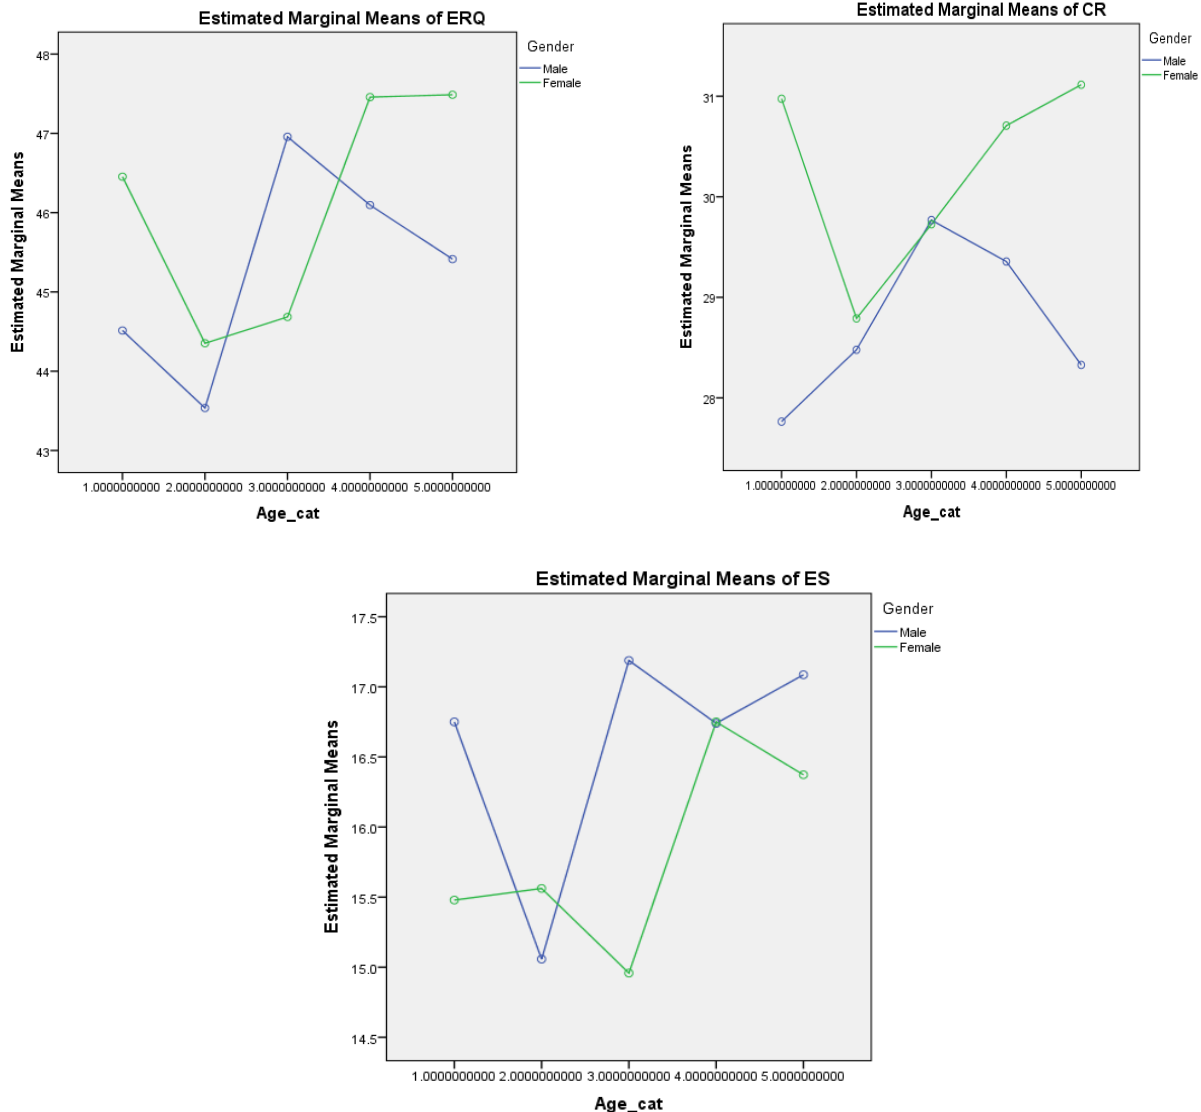 Estimated Marginal Means of ERQ
Gender
Male
Female
Estimated Marginal Means
48
47
46
45
44
43
1.0000000000 2.0000000000 3.0000000000 4.0000000000 5.0000000000
Age_cat
Estimated Marginal Means of CR
Gender
Male
Female
Estimated Marginal Means
31
30
29
28
1.0000000000 2.0000000000 3.0000000000 4.0000000000 5.0000000000
Age_cat
Estimated Marginal Means of ES
Gender
Male
Female
Estimated Marginal Means
17.5
17.0
16.5
16.0
15.5
15.0
14.5
1.0000000000 2.0000000000 3.0000000000 4.0000000000 5.0000000000
Age_cat